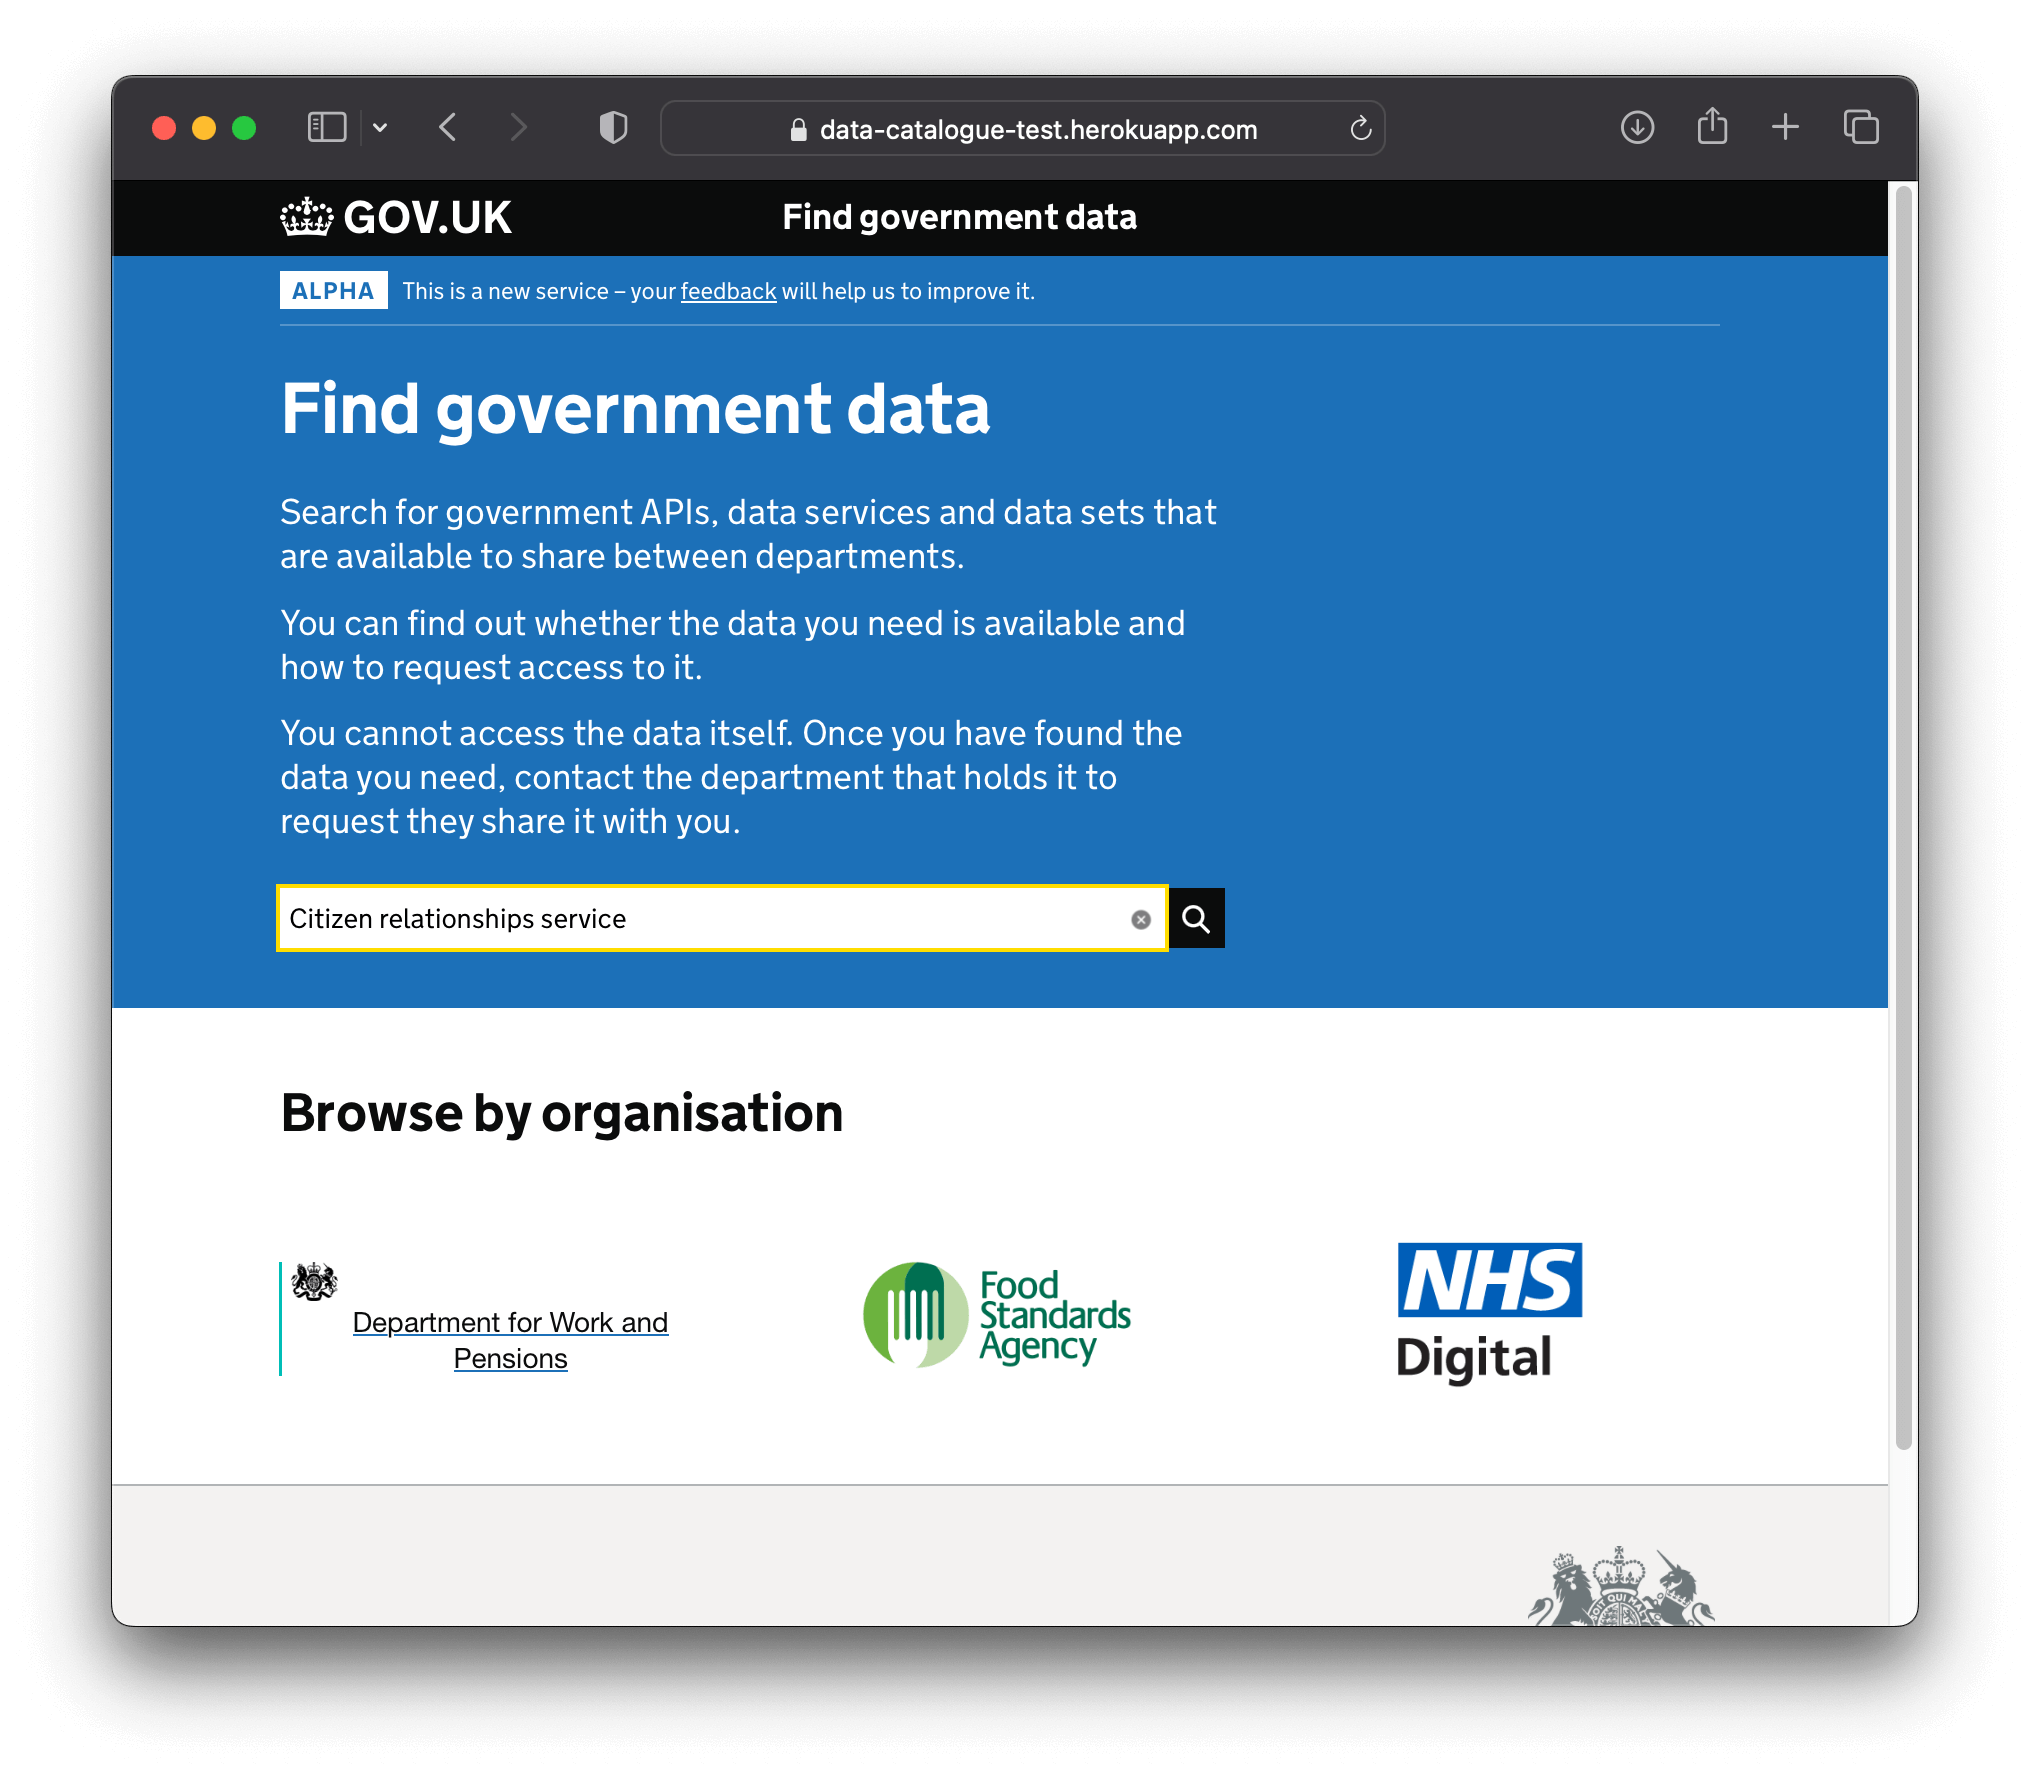 data-catalogue-test.herokuapp.com
GOV.UK
Find government data
ALPHA
This is a new service – your feedback will help us to improve it.
Find government data
Search for government APIs, data services and data sets that
are available to share between departments.
You can find out whether the data you need is available and
how to request access to it.
You cannot access the data itself. Once you have found the
data you need, contact the department that holds it to
request they share it with you.
Citizen relationships service
Browse by organisation
Department for Work and
Pensions
Food
Standards
Agency
NHS
Digital